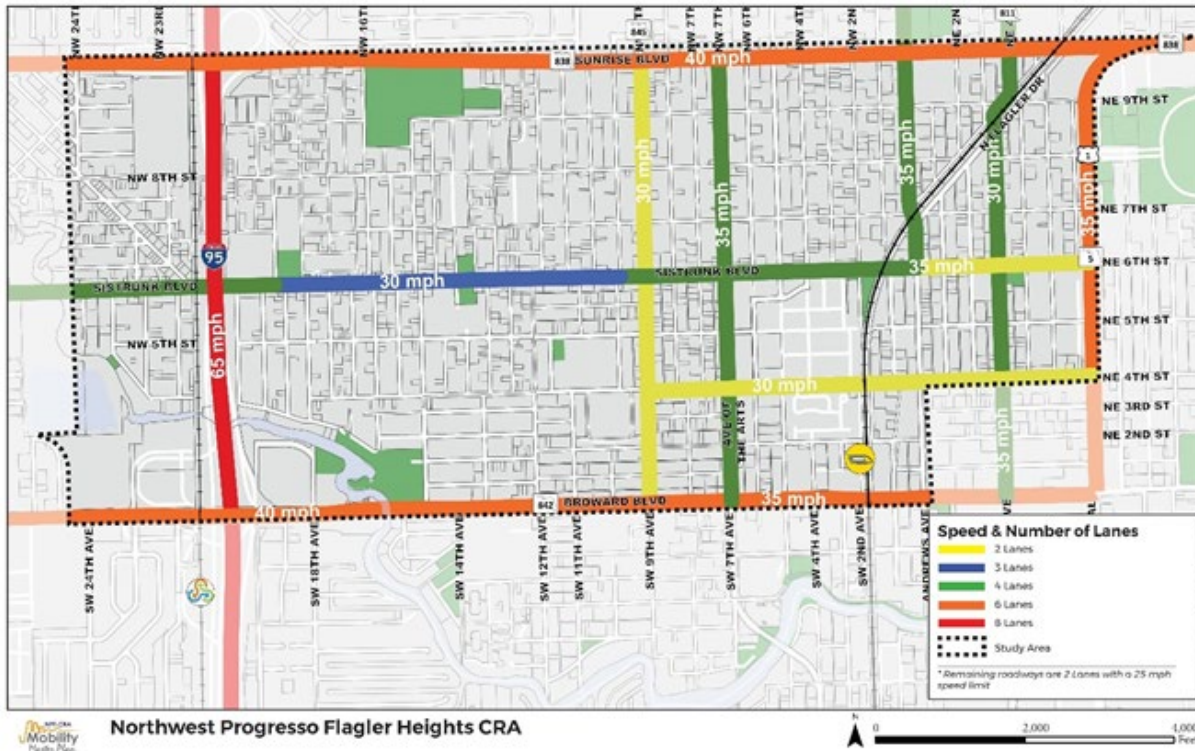 NW 23RD
NW 16TH
845
NW 7TH
NW 7TH
NW 6TH
NW 4TH
NW 2N
NE 2N
811
838
SUNRISE BLVD
40 mph
838
NE 9TH ST
N FLAGLER DR
30 mph
35 mph
35 mph
30 mph
1
35 mph
NW 8TH ST
NE 7TH ST
95
SISTRUNK BLVD
30 mph
SISTRUNK BLVD
35 mph
NE 6TH ST
65 mph
NW 5TH ST
NE 5TH ST
30 mph
NE 4TH ST
AVE OF
THE ARTS
NE 3RD ST
NE 2ND ST
35 mph
40 mph
842
BROWARD BLVD
35 mph
SW 24TH AVE
SW 18TH AVE
SW 14TH AVE
SW 12TH AVE
SW 11TH AVE
SW 9TH AVE
SW 7TH AVE
SW 4TH AVE
SW 2ND AVE
ANDREWS AVE
Speed & Number of Lanes
2 Lanes
3 Lanes
4 Lanes
6 Lanes
8 Lanes
Study Area
* Remaining roadways are 2 Lanes with a 25 mph
speed limit
Mobility
Northwest Progresso Flagler Heights CRA
N
0 2,000 4,000
Feet